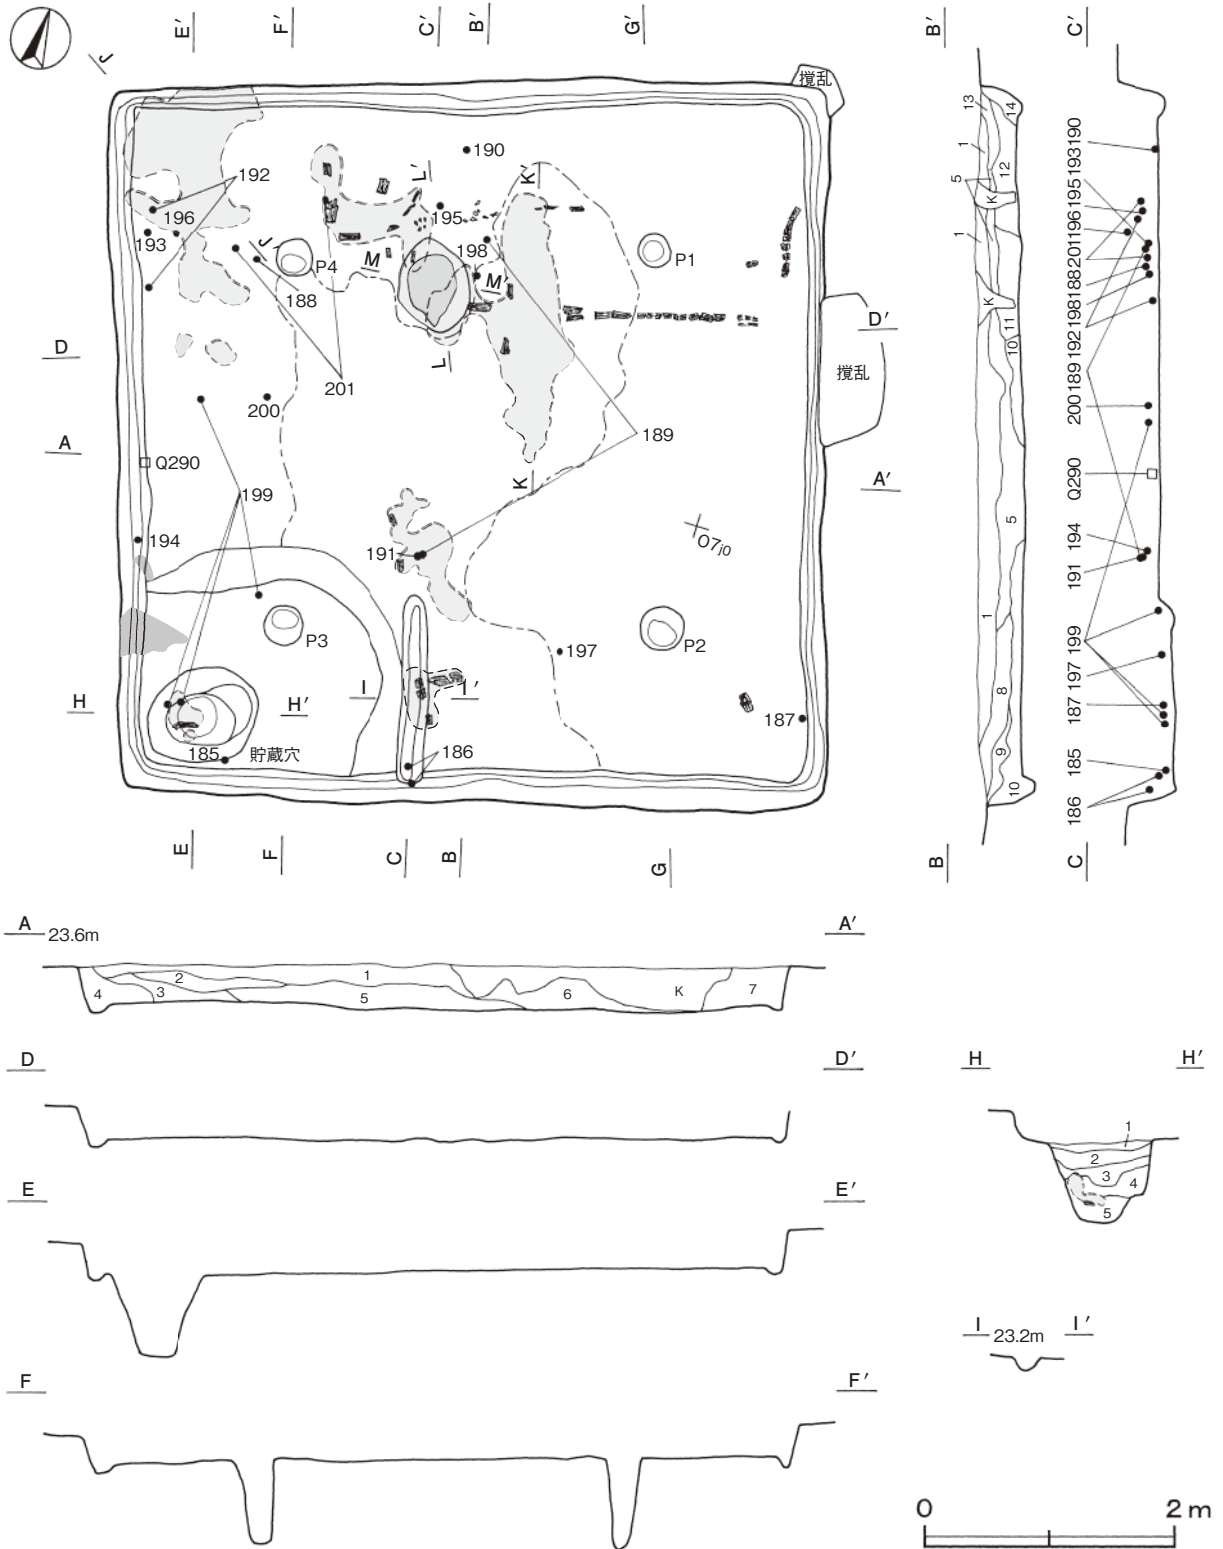 E′ F′ C′ B′ G′ B′ C′
J′
攪乱
190
192
L′
K′
196
195
193
J
P4
M
198
M′
P1
188
D
L
D′
攪乱
201
200
189
A
Q290
K
A′
199
07j0
194
191
P3
P2
197
H
H′
I
I′
187
185
貯蔵穴
186
E F C B G B C
13
14
1
12
5
K
1
K
11
10
5
1
8
9
10
190
193
195
196
201
188
198
192
189
200
Q290
194
191
199
197
187
185
186
A 23.6m A′
1
2
3
4
5
6
K
7
D D′
H H′
1
2
3
4
5
E E′
I 23.2m I′
F F′
0 2m